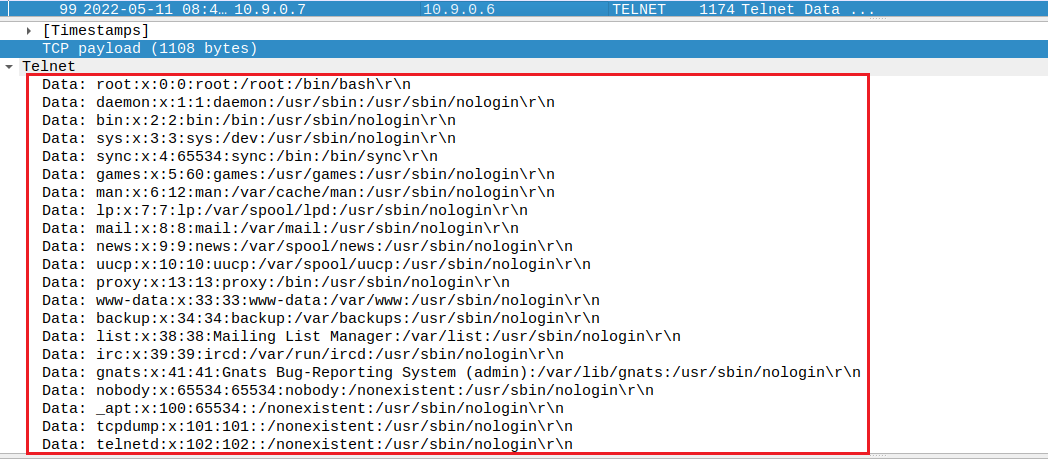 99 2022-05-11 08:4… 10.9.0.7 10.9.0.6 TELNET 1174 Telnet Data ...
[Timestamps]
TCP payload (1108 bytes)
Telnet
Data: root:x:0:0:root:/root:/bin/bash\r\n
Data: daemon:x:1:1:daemon:/usr/sbin:/usr/sbin/nologin\r\n
Data: bin:x:2:2:bin:/bin:/usr/sbin/nologin\r\n
Data: sys:x:3:3:sys:/dev:/usr/sbin/nologin\r\n
Data: sync:x:4:65534:sync:/bin:/bin/sync\r\n
Data: games:x:5:60:games:/usr/games:/usr/sbin/nologin\r\n
Data: man:x:6:12:man:/var/cache/man:/usr/sbin/nologin\r\n
Data: lp:x:7:7:lp:/var/spool/lpd:/usr/sbin/nologin\r\n
Data: mail:x:8:8:mail:/var/mail:/usr/sbin/nologin\r\n
Data: news:x:9:9:news:/var/spool/news:/usr/sbin/nologin\r\n
Data: uucp:x:10:10:uucp:/var/spool/uucp:/usr/sbin/nologin\r\n
Data: proxy:x:13:13:proxy:/bin:/usr/sbin/nologin\r\n
Data: www-data:x:33:33:www-data:/var/www:/usr/sbin/nologin\r\n
Data: backup:x:34:34:backup:/var/backups:/usr/sbin/nologin\r\n
Data: list:x:38:38:Mailing List Manager:/var/list:/usr/sbin/nologin\r\n
Data: irc:x:39:39:ircd:/var/run/ircd:/usr/sbin/nologin\r\n
Data: gnats:x:41:41:Gnats Bug-Reporting System (admin):/var/lib/gnats:/usr/sbin/nologin\r\n
Data: nobody:x:65534:65534:nobody:/nonexistent:/usr/sbin/nologin\r\n
Data: _apt:x:100:65534::/nonexistent:/usr/sbin/nologin\r\n
Data: tcpdump:x:101:101::/nonexistent:/usr/sbin/nologin\r\n
Data: telnetd:x:102:102::/nonexistent:/usr/sbin/nologin\r\n